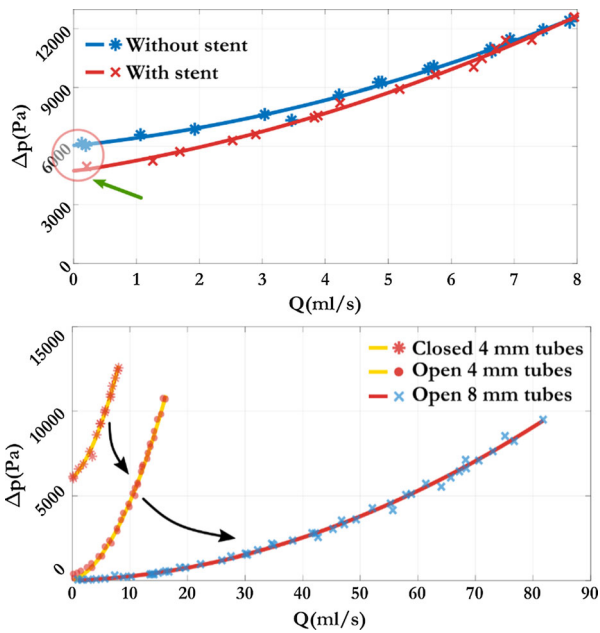 12000
9000
6000
3000
0
Δp(Pa)
Without stent
With stent
0 1 2 3 4 5 6 7 8
Q(ml/s)
15000
10000
5000
0
Δp(Pa)
Closed 4 mm tubes
Open 4 mm tubes
Open 8 mm tubes
0 10 20 30 40 50 60 70 80 90
Q(ml/s)